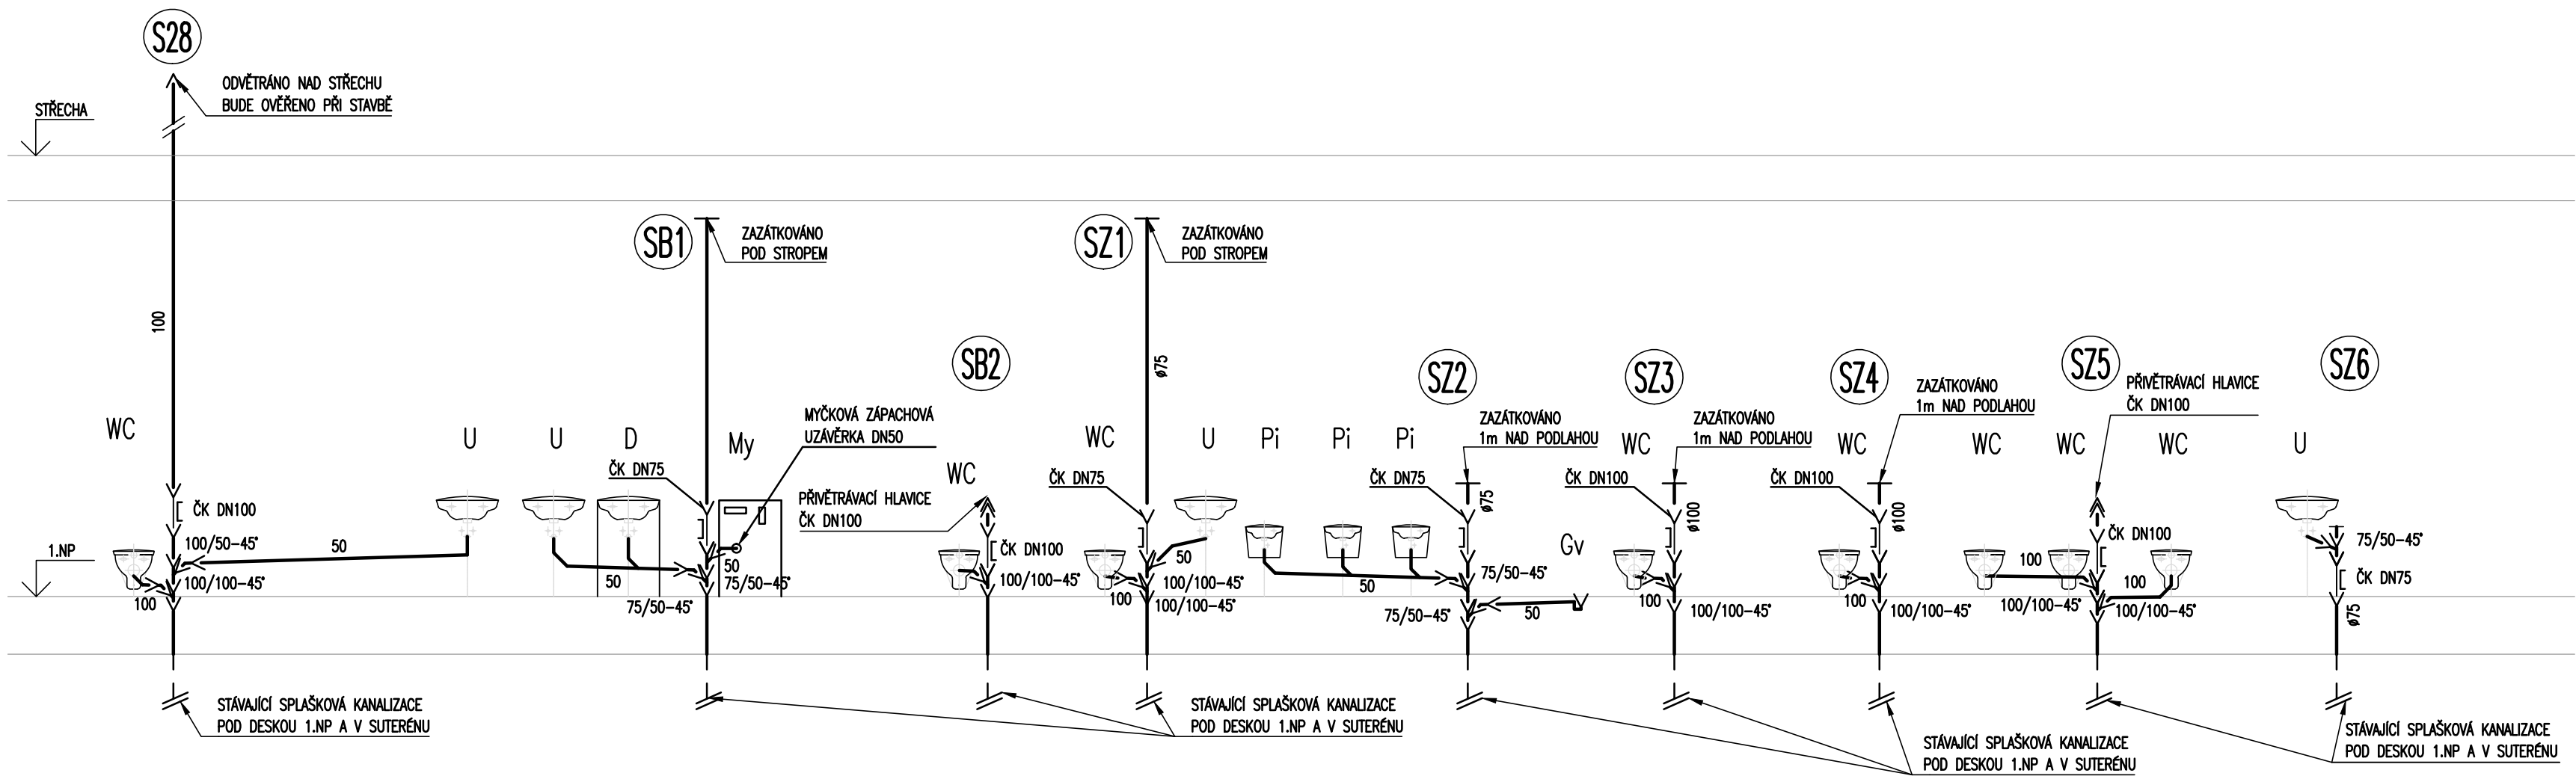 S28
ODVĚTRÁNO NAD STŘECHU
BUDE OVĚŘENO PŘI STAVBĚ
STŘECHA
100
WC
ČK DN100
100/50-45°
50
1.NP
100/100-45°
100
U
U
D
50
SB1
ZAZÁTKOVÁNO
POD STROPEM
ČK DN75
My
MYČKOVÁ ZÁPACHOVÁ
UZÁVĚRKA DN50
50
75/50-45°
75/50-45°
SB2
WC
PŘIVĚTRÁVACÍ HLAVICE
ČK DN100
ČK DN100
100/100-45°
SZ1
ZAZÁTKOVÁNO
POD STROPEM
ø75
WC
ČK DN75
U
50
100/100-45°
100
100/100-45°
Pi
Pi
Pi
50
SZ2
ZAZÁTKOVÁNO
1m NAD PODLAHOU
ČK DN75
ø75
75/50-45°
75/50-45°
Gv
50
SZ3
ZAZÁTKOVÁNO
1m NAD PODLAHOU
WC
ČK DN100
ø100
100
100/100-45°
SZ4
ZAZÁTKOVÁNO
1m NAD PODLAHOU
WC
ČK DN100
ø100
100
100/100-45°
SZ5
PŘIVĚTRÁVACÍ HLAVICE
ČK DN100
WC
WC
WC
ČK DN100
100
100
100/100-45°
100/100-45°
SZ6
U
75/50-45°
ČK DN75
ø75
STÁVAJÍCÍ SPLAŠKOVÁ KANALIZACE
POD DESKOU 1.NP A V SUTERÉNU
STÁVAJÍCÍ SPLAŠKOVÁ KANALIZACE
POD DESKOU 1.NP A V SUTERÉNU
STÁVAJÍCÍ SPLAŠKOVÁ KANALIZACE
POD DESKOU 1.NP A V SUTERÉNU
STÁVAJÍCÍ SPLAŠKOVÁ KANALIZACE
POD DESKOU 1.NP A V SUTERÉNU